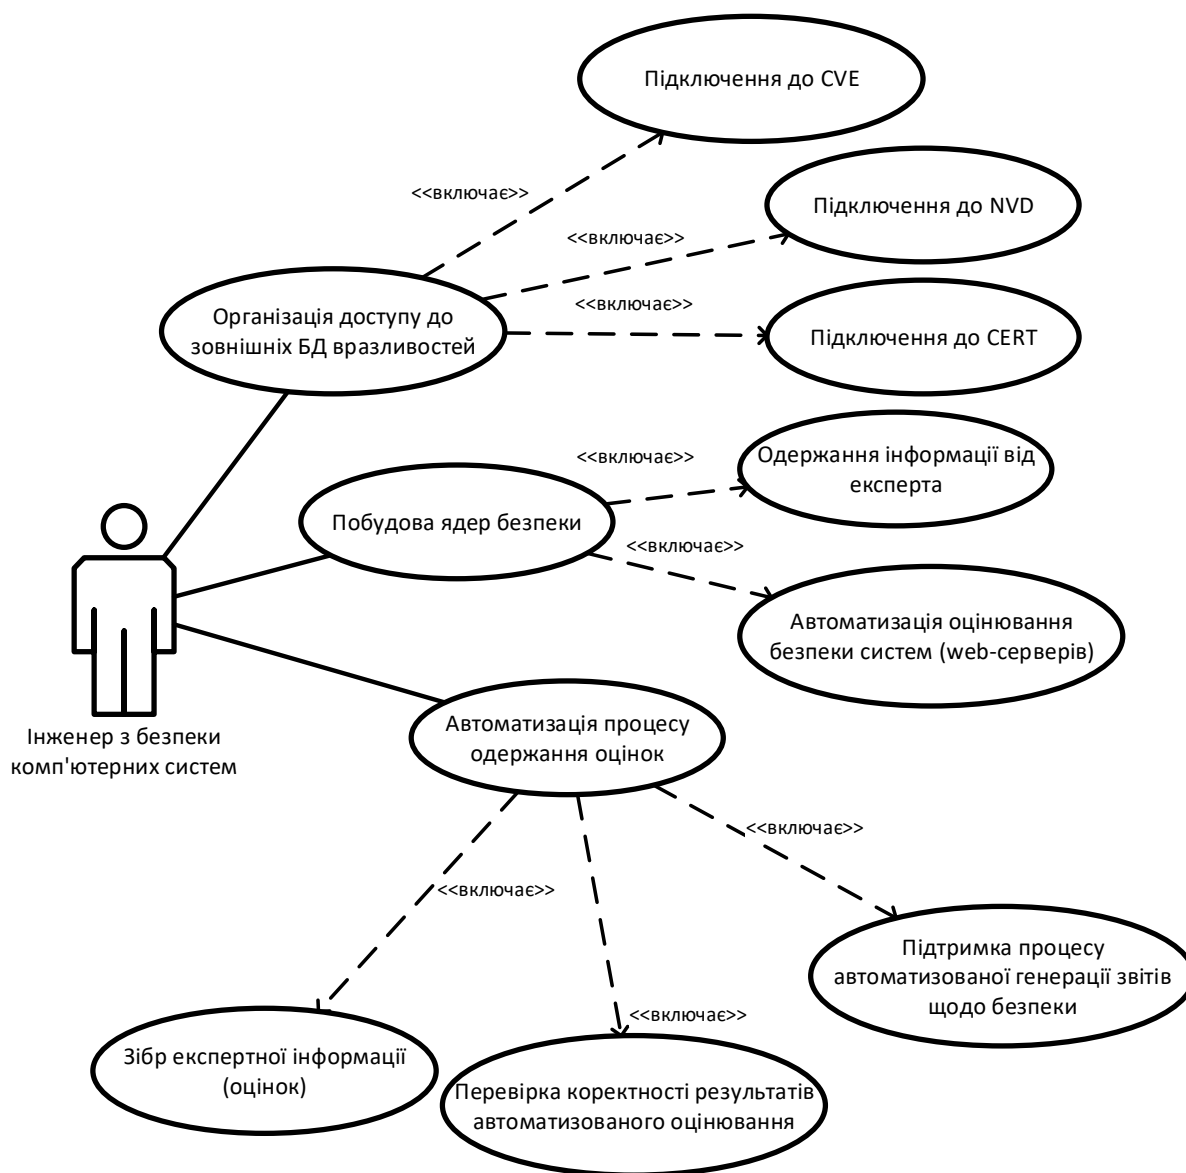 Підключення до CVE
<<включає>>
Підключення до NVD
<<включає>>
<<включає>>
Організація доступу до
зовнішніх БД вразливостей
Підключення до CERT
<<включає>>
Одержання інформації від
експерта
Побудова ядер безпеки
<<включає>>
Автоматизація оцінювання
безпеки систем (web-серверів)
Інженер з безпеки
комп'ютерних систем
Автоматизація процесу
одержання оцінок
<<включає>>
<<включає>>
Підтримка процесу
автоматизованої генерації звітів
щодо безпеки
<<включає>>
Зібр експертної інформації
(оцінок)
Перевірка коректності результатів
автоматизованого оцінювання